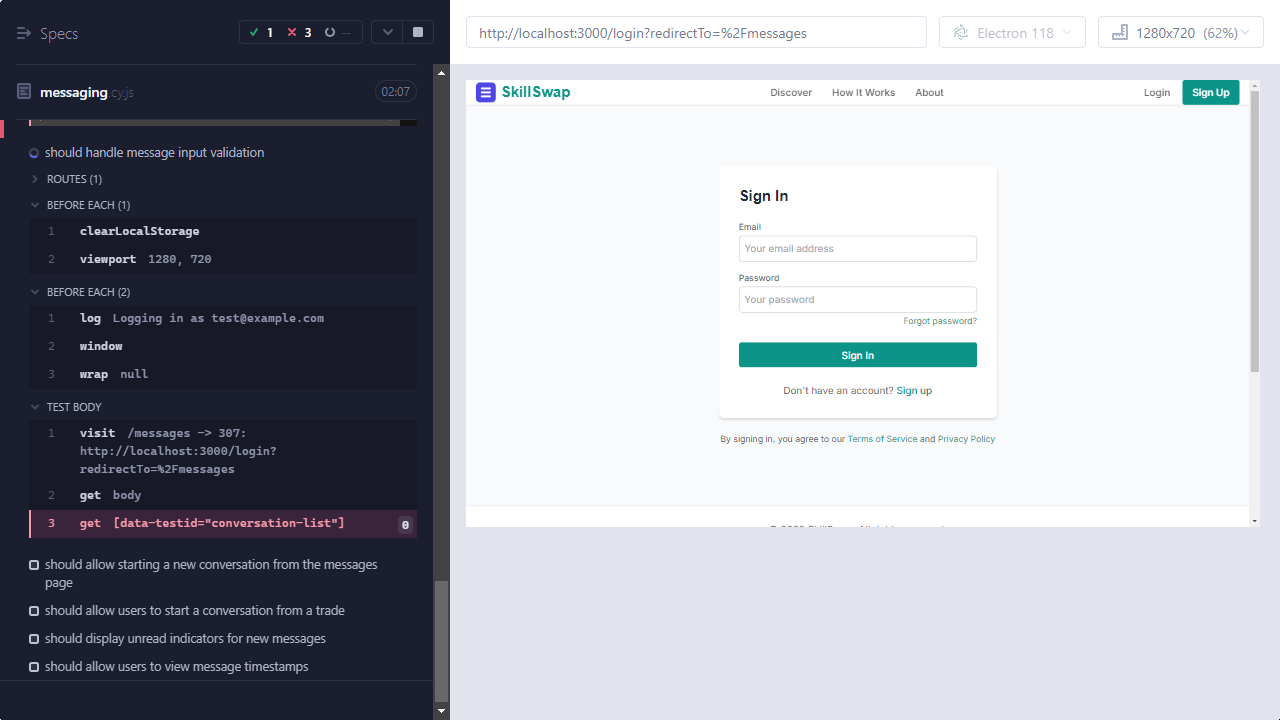 Specs
1
3
--
messaging.cy.js
02:07
should handle message input validation
ROUTES (1)
BEFORE EACH (1)
1 clearLocalStorage
2 viewport 1280, 720
BEFORE EACH (2)
1 log Logging in as test@example.com
2 window
3 wrap null
TEST BODY
1 visit /messages -> 307:
http://localhost:3000/login?
redirectTo=%2Fmessages
2 get body
3 get [data-testid="conversation-list"] 0
should allow starting a new conversation from the messages
page
should allow users to start a conversation from a trade
should display unread indicators for new messages
should allow users to view message timestamps
http://localhost:3000/login?redirectTo=%2Fmessages
Electron 118
1280x720 (62%)
SkillSwap
Discover
How It Works
About
Login
Sign Up
Sign In
Email
Your email address
Password
Your password
Forgot password?
Sign In
Don't have an account? Sign up
By signing in, you agree to our Terms of Service and Privacy Policy